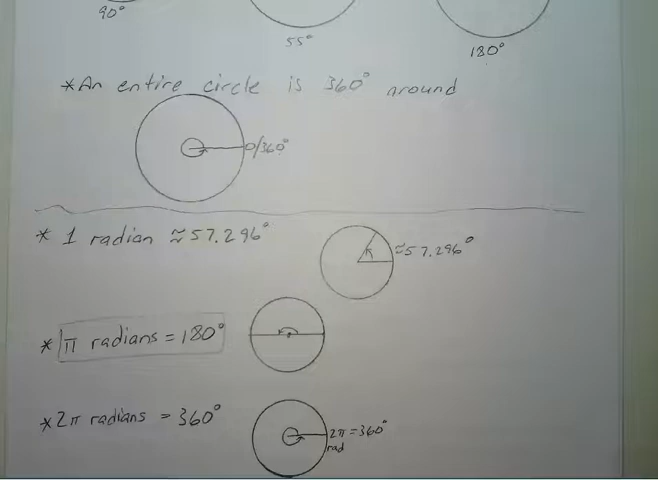 90°
55°
180°
*An entire circle is 360° around
0/360°
* 1 radian ≈57.296°
≈57.296°
* π radians = 180°
*2π radians = 360°
2π=360°
rad